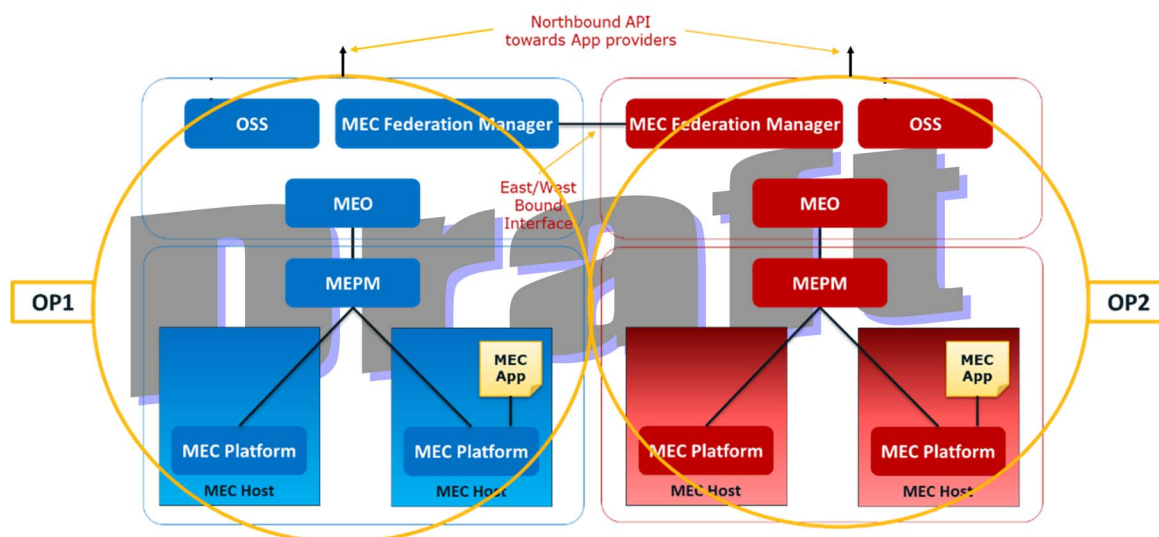 Northbound API
towards App providers
OSS
MEC Federation Manager
MEC Federation Manager
OSS
East/West
Bound
Interface
MEO
MEO
MEPM
MEPM
OP1
OP2
Draft
MEC
App
MEC
App
MEC Platform
MEC Platform
MEC Platform
MEC Platform
MEC Host
MEC Host
MEC Host
MEC Host